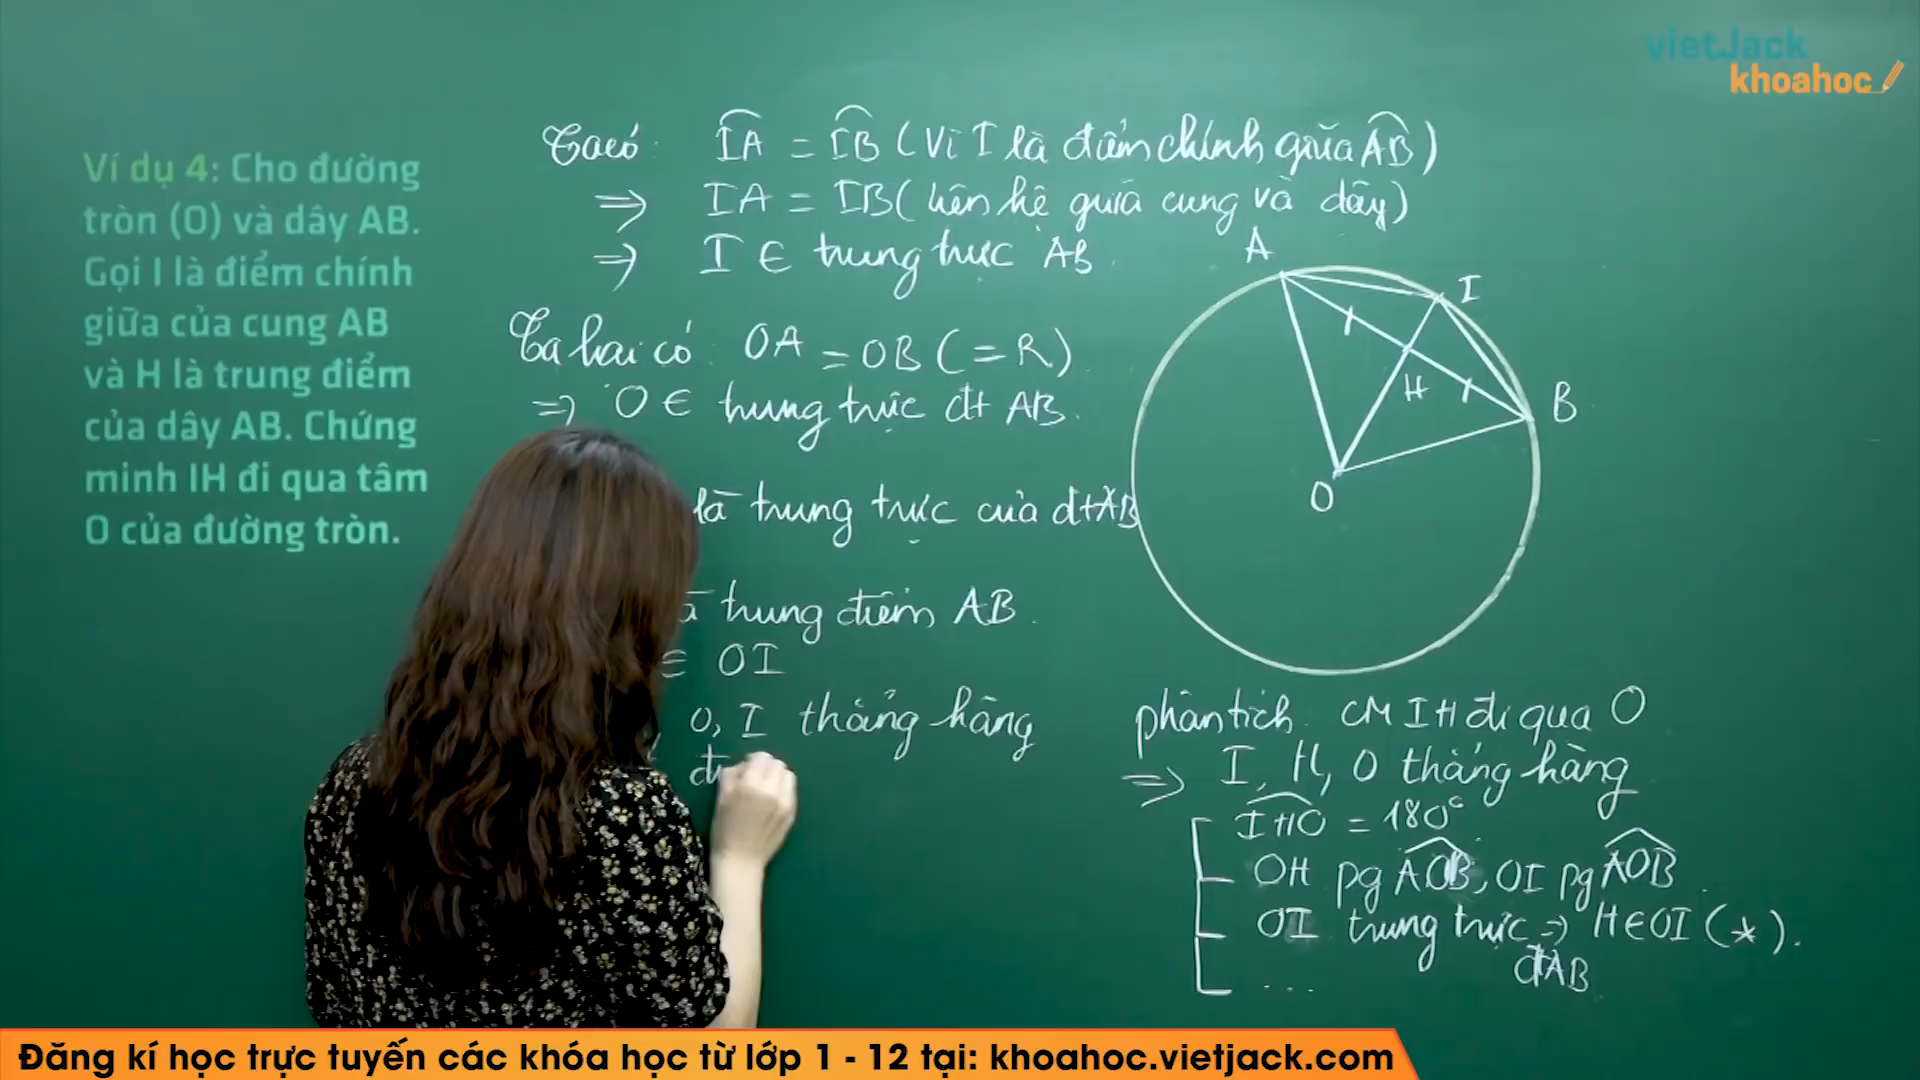 vietJack
khoahoc
Ví dụ 4: Cho đường
tròn (O) và dây AB.
Gọi I là điểm chính
giữa của cung AB
và H là trung điểm
của dây AB. Chứng
minh IH đi qua tâm
O của đường tròn.
Ta có: IA = IB (Vì I là điểm chính giữa AB)
=> IA = IB (liên hệ giữa cung và dây)
=> I ∈ trung trực AB.
Ta lại có: OA = OB (=R)
=> O ∈ trung trực đt AB.
là trung trực của đt AB
trung điểm AB.
∈ OI
O, I thẳng hàng
A
I
H
B
O
phân tích: CM IH đi qua O
=> I, H, O thẳng hàng
IHO = 180°
OH pg AOB, OI pg AOB
OI trung trực => H∈OI (*).
đt AB
...
Đăng kí học trực tuyến các khóa học từ lớp 1 - 12 tại: khoahoc.vietjack.com